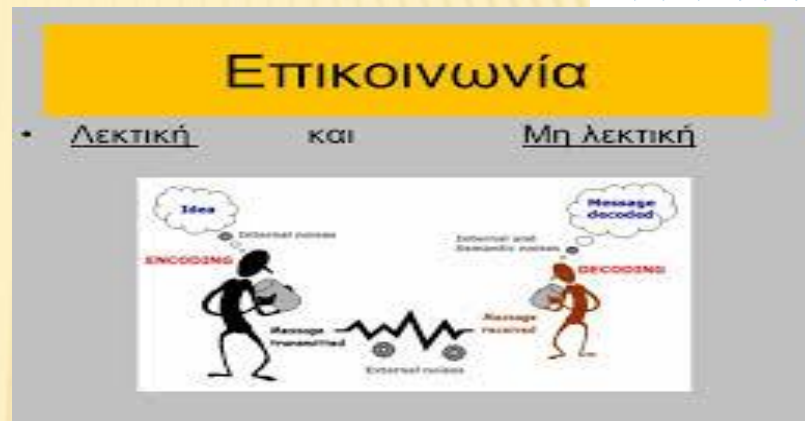 Επικοινωνία
• Λεκτική και Μη λεκτική
Idea
Message
decoded
Internal noises
Internal and
Semantic noises
ENCODING
DECODING
Message
transmitted
Message
received
External noises